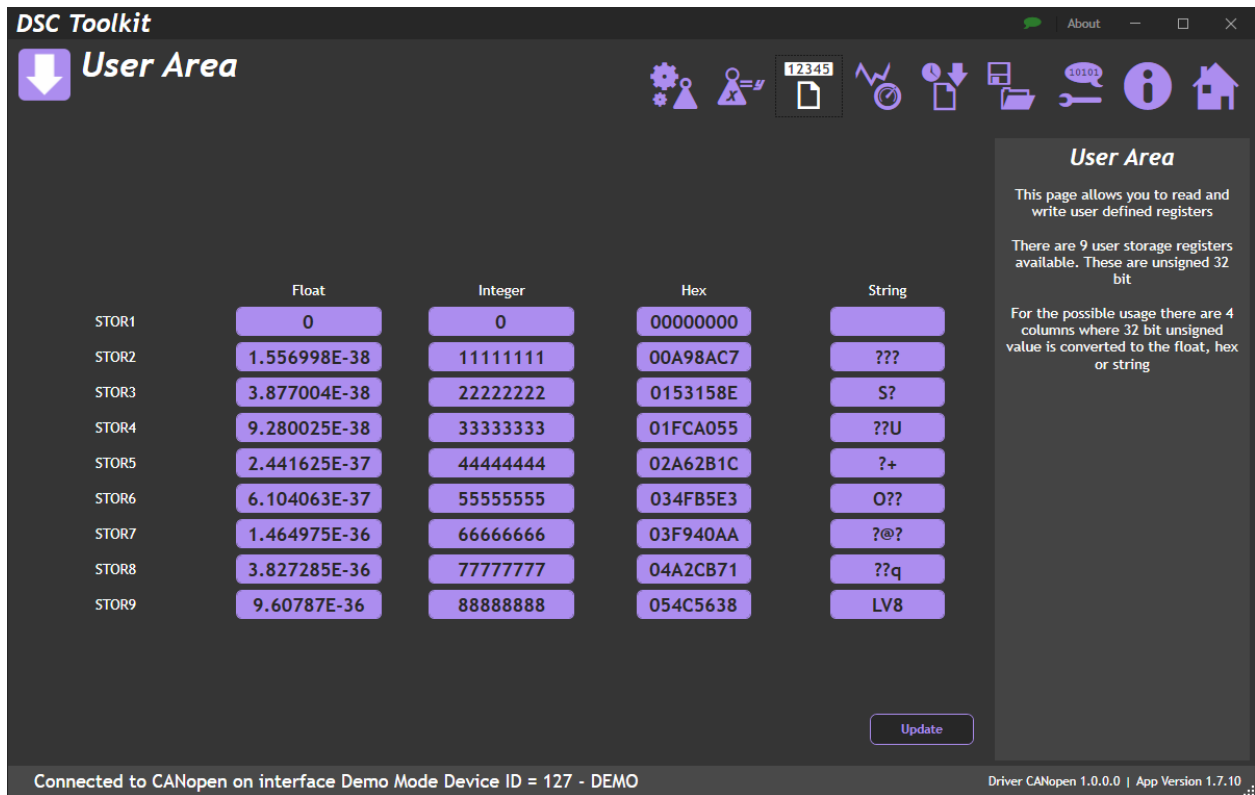 DSC Toolkit
About
User Area
=y
x
12345
10101
i
User Area
This page allows you to read and
write user defined registers
There are 9 user storage registers
available. These are unsigned 32
bit
For the possible usage there are 4
columns where 32 bit unsigned
value is converted to the float, hex
or string
Float Integer Hex String
STOR1 0 0 00000000
STOR2 1.556998E-38 11111111 00A98AC7 ???
STOR3 3.877004E-38 22222222 0153158E S?
STOR4 9.280025E-38 33333333 01FCA055 ??U
STOR5 2.441625E-37 44444444 02A62B1C ?+
STOR6 6.104063E-37 55555555 034FB5E3 O??
STOR7 1.464975E-36 66666666 03F940AA ?@?
STOR8 3.827285E-36 77777777 04A2CB71 ??q
STOR9 9.60787E-36 88888888 054C5638 LV8
Update
Connected to CANopen on interface Demo Mode Device ID = 127 - DEMO
Driver CANopen 1.0.0.0 | App Version 1.7.10